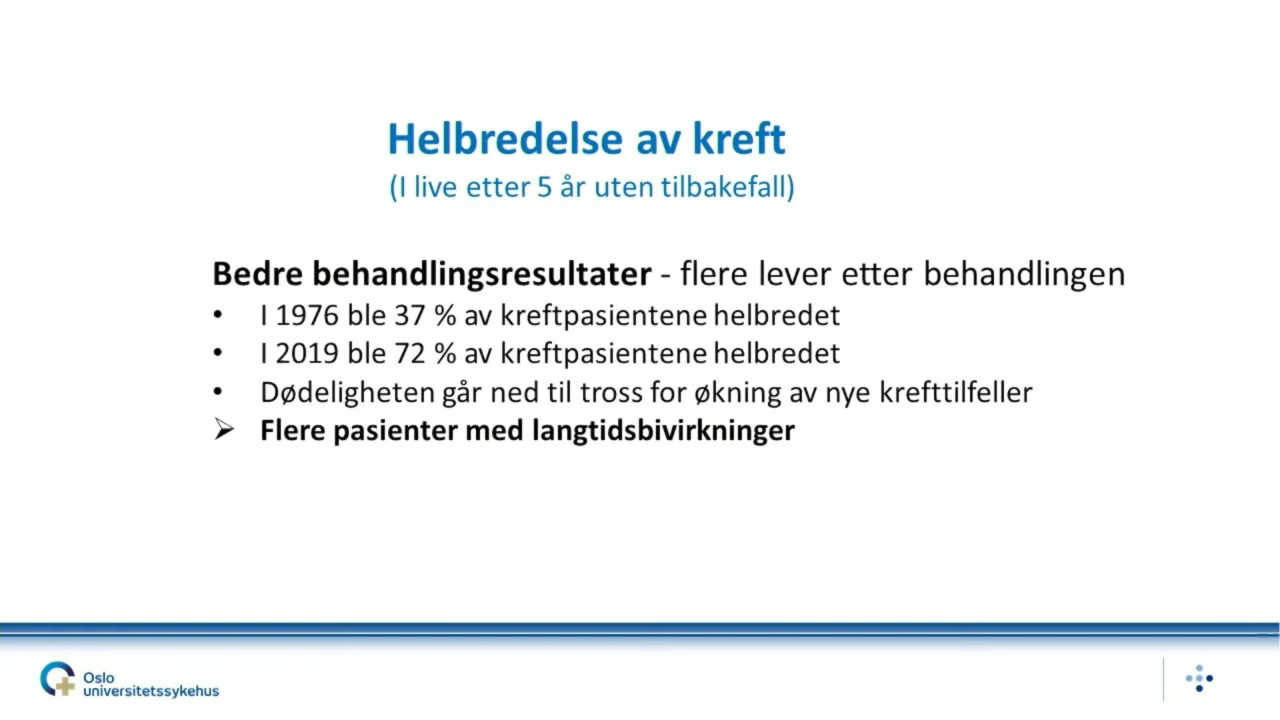 Helbredelse av kreft
(I live etter 5 år uten tilbakefall)
Bedre behandlingsresultater - flere lever etter behandlingen
• I 1976 ble 37 % av kreftpasientene helbredet
• I 2019 ble 72 % av kreftpasientene helbredet
• Dødeligheten går ned til tross for økning av nye krefttilfeller
➢ Flere pasienter med langtidsbivirkninger
Oslo
universitetssykehus